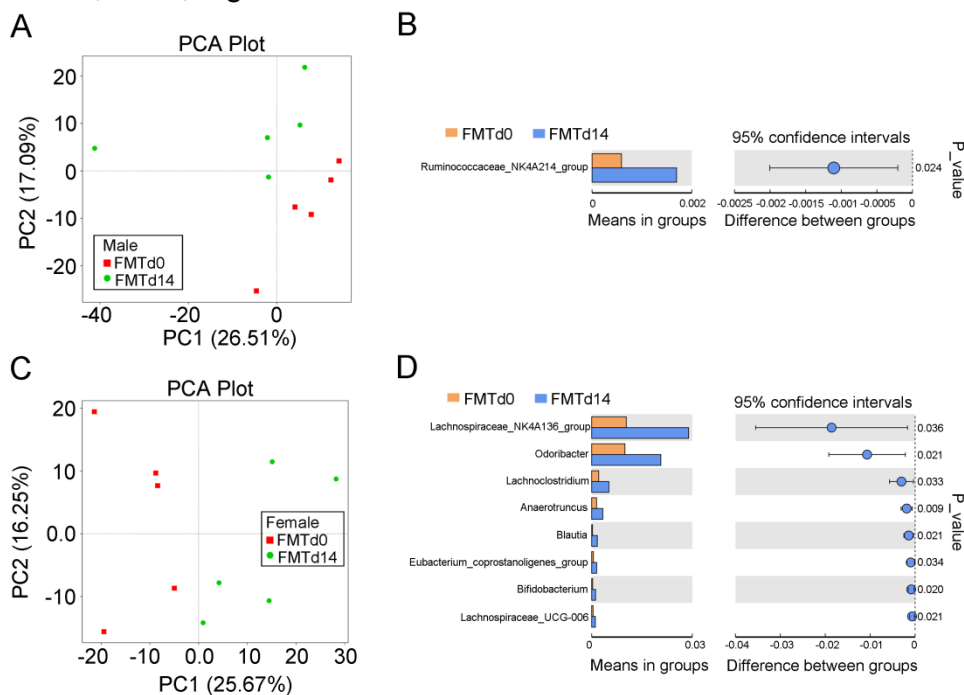 A
PCA Plot
PC2 (17.09%)
20
10
0
-10
-20
Male
FMTd0
FMTd14
-40
-20
0
PC1 (26.51%)
B
FMTd0
FMTd14
95% confidence intervals
Ruminococcaceae_NK4A214_group
0.024
P_value
0
0.002
-0.0025
-0.002
-0.0015
-0.001
-0.0005
0
Means in groups
Difference between groups
C
PCA Plot
PC2 (16.25%)
20
10
0.0
-10
Female
FMTd0
FMTd14
-20
-10
0.0
10
20
30
PC1 (25.67%)
D
FMTd0
FMTd14
95% confidence intervals
Lachnospiraceae_NK4A136_group
0.036
Odoribacter
0.021
Lachnoclostridium
0.033
Anaerotruncus
0.009
Blautia
0.021
Eubacterium_coprostanoligenes_group
0.034
Bifidobacterium
0.020
Lachnospiraceae_UCG-006
0.021
P_value
0
0.03
-0.04
-0.03
-0.02
-0.01
0
Means in groups
Difference between groups